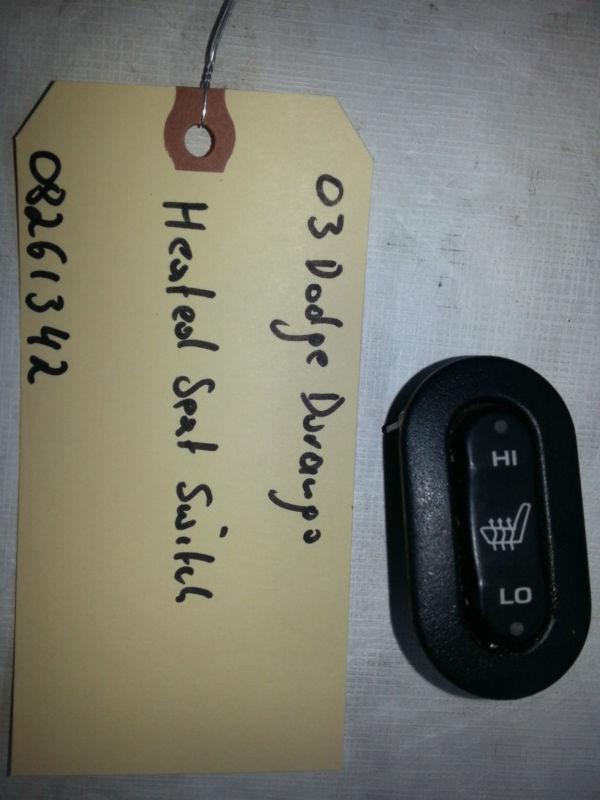 03 Dodge Durango
Heated Seat Switch
08261342
HI
LO